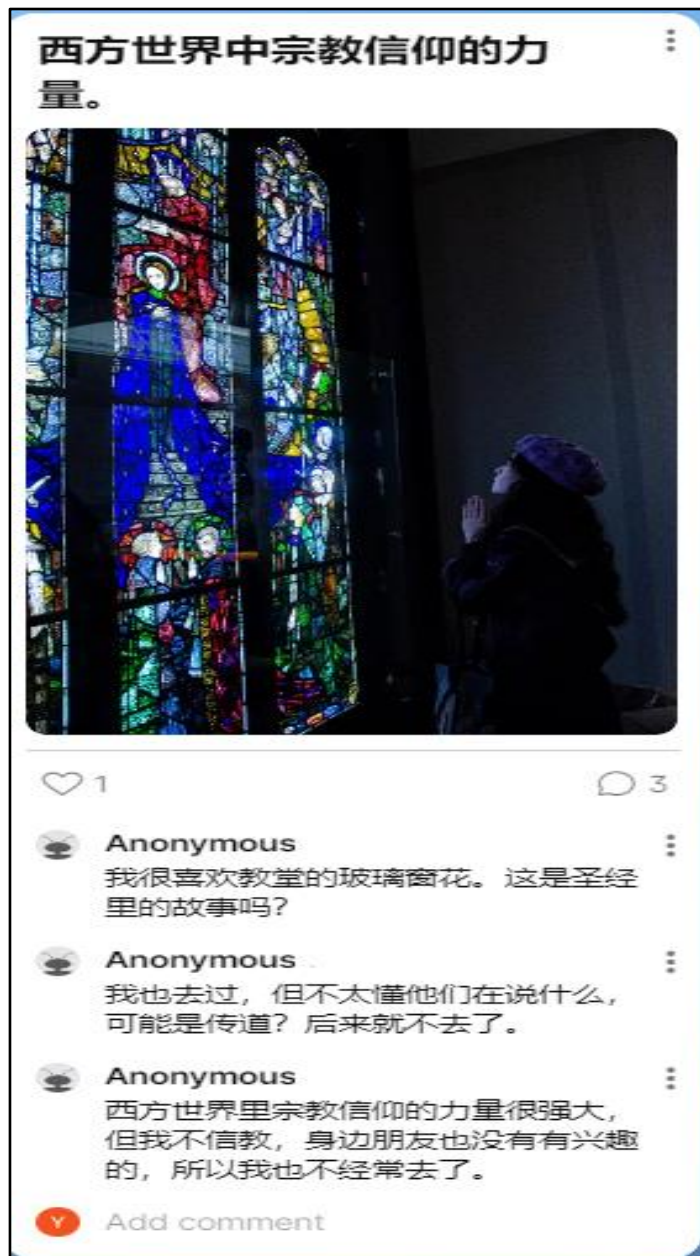 西方世界中宗教信仰的力
量。
1
3
Anonymous
我很喜欢教堂的玻璃窗花。这是圣经
里的故事吗？
Anonymous
我也去过，但不太懂他们在说什么，
可能是传道？后来就不去了。
Anonymous
西方世界里宗教信仰的力量很强大，
但我不信教，身边朋友也没有有兴趣
的，所以我也不经常去了。
Y
Add comment